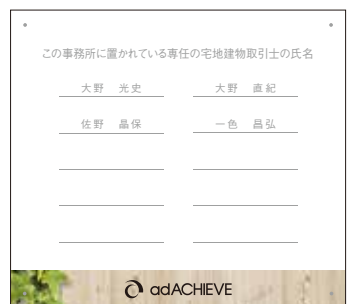 この事務所に置かれている専任の宅地建物取引士の氏名
大野　光史　　大野　直紀
佐野　晶保　　一色　昌弘
adACHIEVE